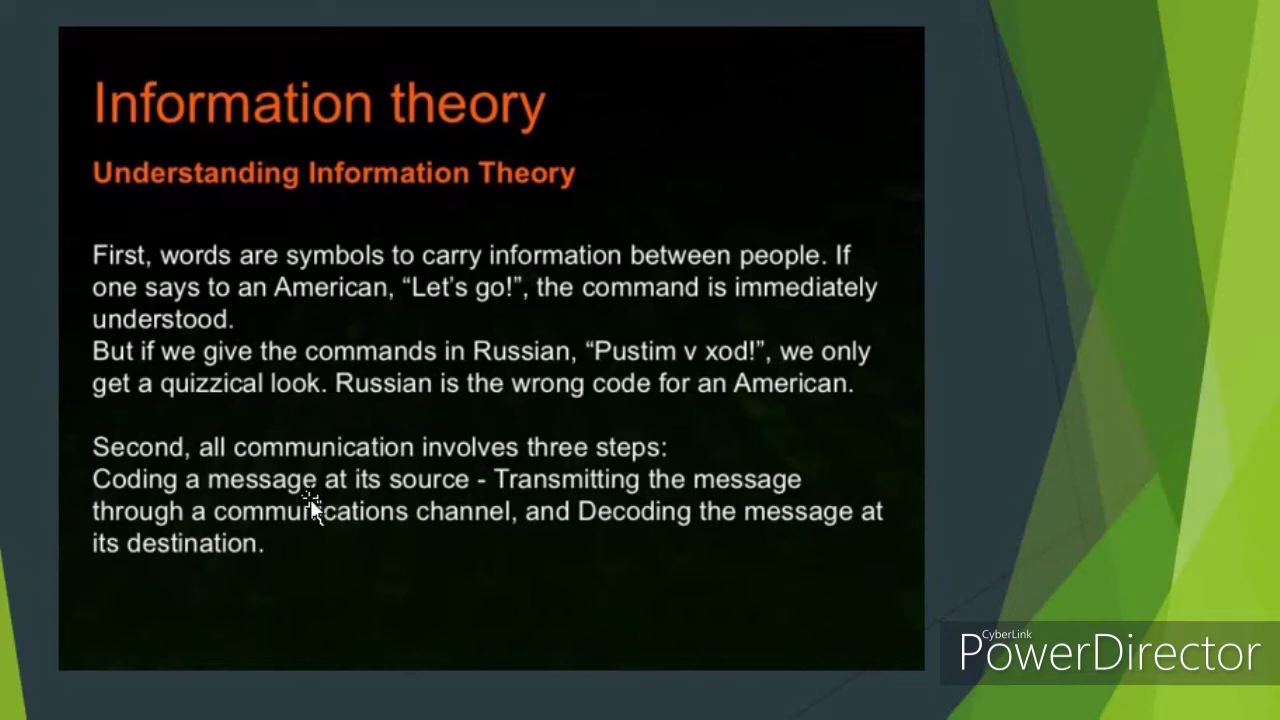 Information theory
Understanding Information Theory
First, words are symbols to carry information between people. If
one says to an American, “Let’s go!”, the command is immediately
understood.
But if we give the commands in Russian, “Pustim v xod!”, we only
get a quizzical look. Russian is the wrong code for an American.
Second, all communication involves three steps:
Coding a message at its source - Transmitting the message
through a communications channel, and Decoding the message at
its destination.
CyberLink
PowerDirector